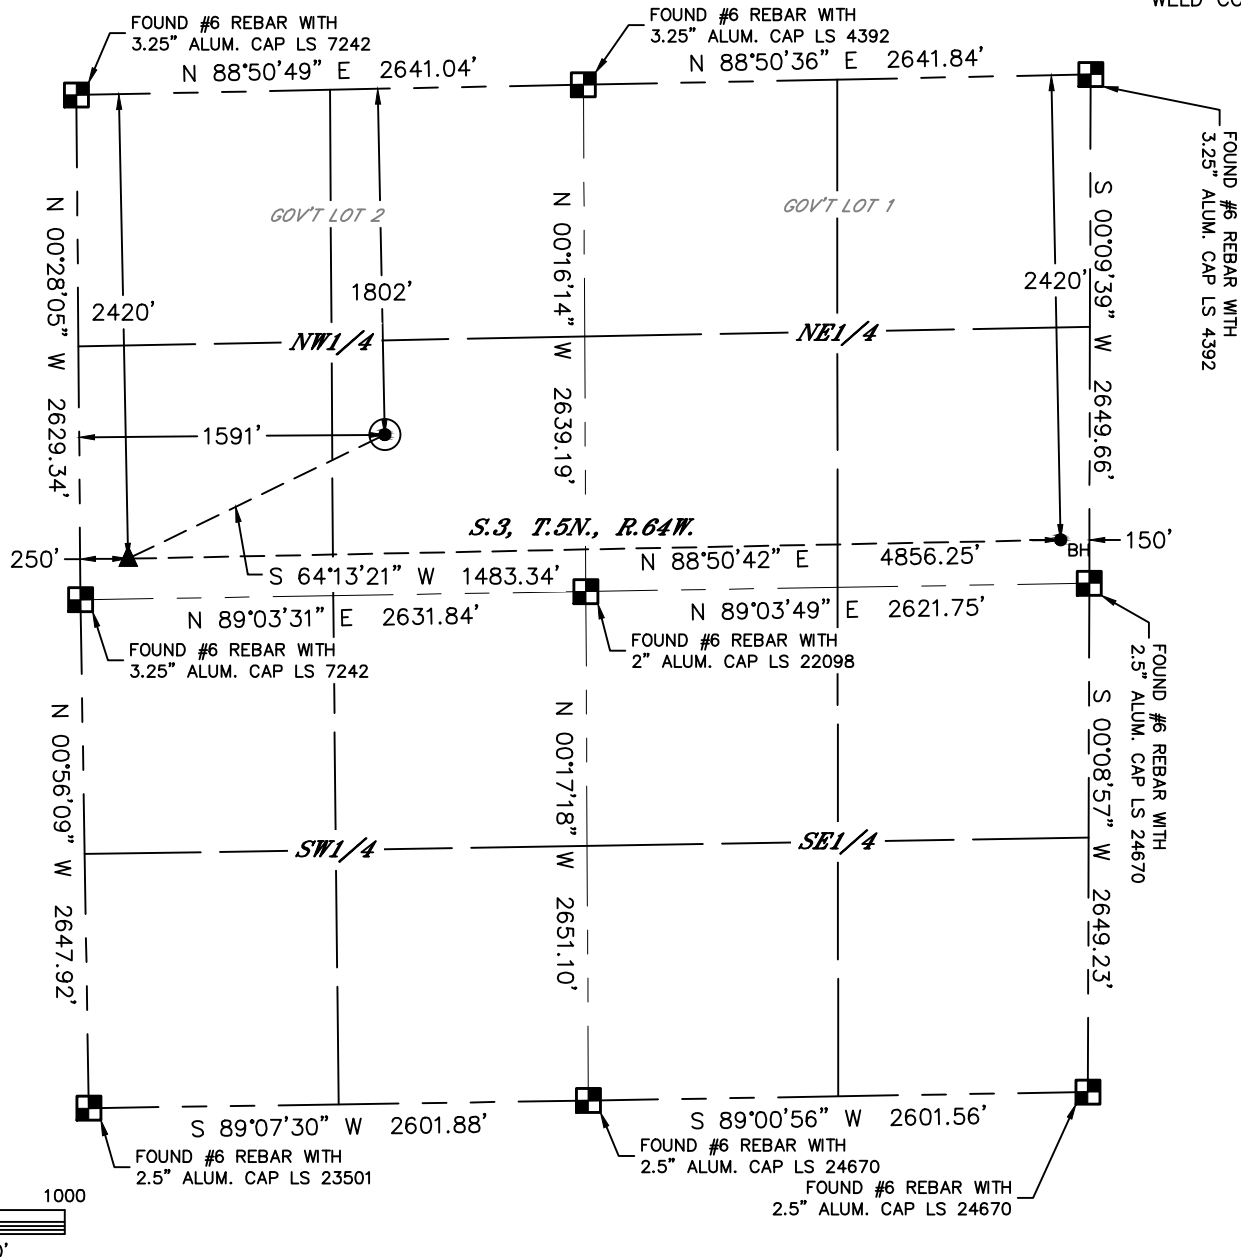 WELD CO
FOUND #6 REBAR WITH
3.25" ALUM. CAP LS 7242
FOUND #6 REBAR WITH
3.25" ALUM. CAP LS 4392
N 88°50'49" E 2641.04'
N 88°50'36" E 2641.84'
FOUND #6 REBAR WITH
3.25" ALUM. CAP LS 4392
GOV'T LOT 2
GOV'T LOT 1
N 00°28'05" W 2629.34'
N 00°16'14" W 2639.19'
S 00°09'39" W 2649.66'
2420'
1802'
2420'
NW1/4
NE1/4
1591'
S.3, T.5N., R.64W.
250'
BH
150'
N 88°50'42" E 4856.25'
S 64°13'21" W 1483.34'
N 89°03'31" E 2631.84'
N 89°03'49" E 2621.75'
FOUND #6 REBAR WITH
3.25" ALUM. CAP LS 7242
FOUND #6 REBAR WITH
2" ALUM. CAP LS 22098
FOUND #6 REBAR WITH
2.5" ALUM. CAP LS 24670
N 00°56'09" W 2647.92'
N 00°17'18" W 2651.10'
S 00°08'57" W 2649.23'
SW1/4
SE1/4
S 89°07'30" W 2601.88'
S 89°00'56" W 2601.56'
FOUND #6 REBAR WITH
2.5" ALUM. CAP LS 23501
FOUND #6 REBAR WITH
2.5" ALUM. CAP LS 24670
FOUND #6 REBAR WITH
2.5" ALUM. CAP LS 24670
1000